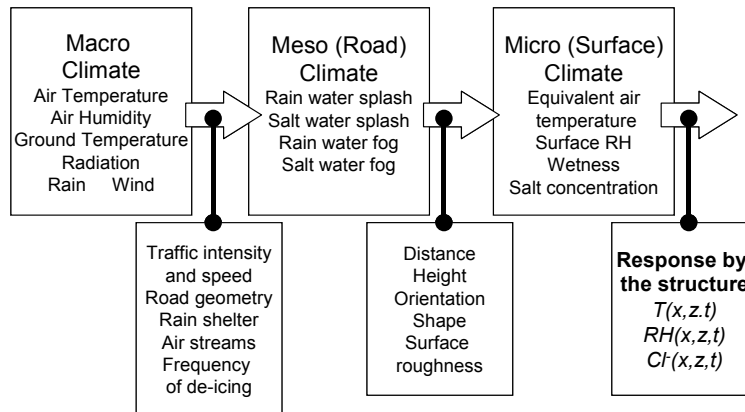 Macro
Climate
Air Temperature
Air Humidity
Ground Temperature
Radiation
Rain Wind
Meso (Road)
Climate
Rain water splash
Salt water splash
Rain water fog
Salt water fog
Micro (Surface)
Climate
Equivalent air
temperature
Surface RH
Wetness
Salt concentration
Traffic intensity
and speed
Road geometry
Rain shelter
Air streams
Frequency
of de-icing
Distance
Height
Orientation
Shape
Surface
roughness
Response by
the structure
T(x,z.t)
RH(x,z,t)
Cl-(x,z,t)